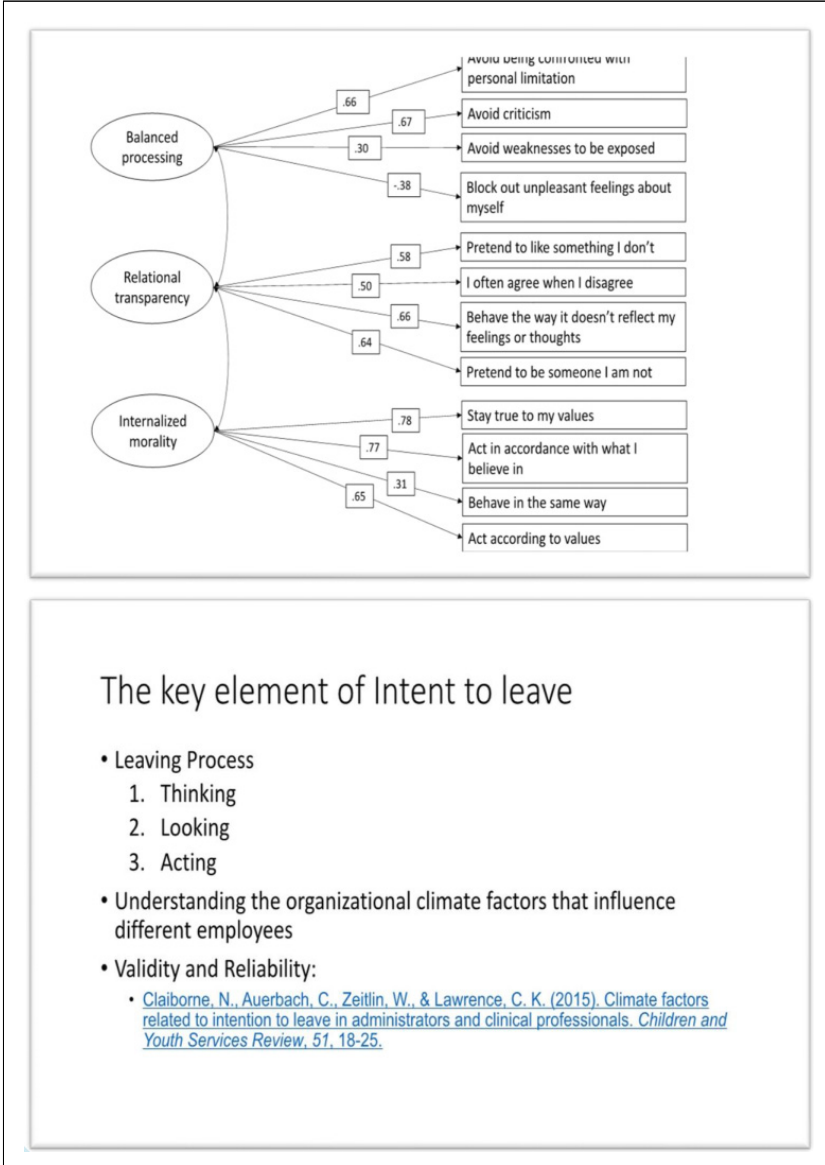 Avoid being confronted with
personal limitation
.66
Balanced
processing
.67
Avoid criticism
.30
Avoid weaknesses to be exposed
-.38
Block out unpleasant feelings about
myself
Relational
transparency
.58
Pretend to like something I don't
.50
I often agree when I disagree
.66
Behave the way it doesn't reflect my
feelings or thoughts
.64
Pretend to be someone I am not
Internalized
morality
.78
Stay true to my values
.77
Act in accordance with what I
believe in
.31
Behave in the same way
.65
Act according to values
The key element of Intent to leave
• Leaving Process
1. Thinking
2. Looking
3. Acting
• Understanding the organizational climate factors that influence
different employees
• Validity and Reliability:
• Claiborne, N., Auerbach, C., Zeitlin, W., & Lawrence, C. K. (2015). Climate factors
related to intention to leave in administrators and clinical professionals. Children and
Youth Services Review, 51, 18-25.